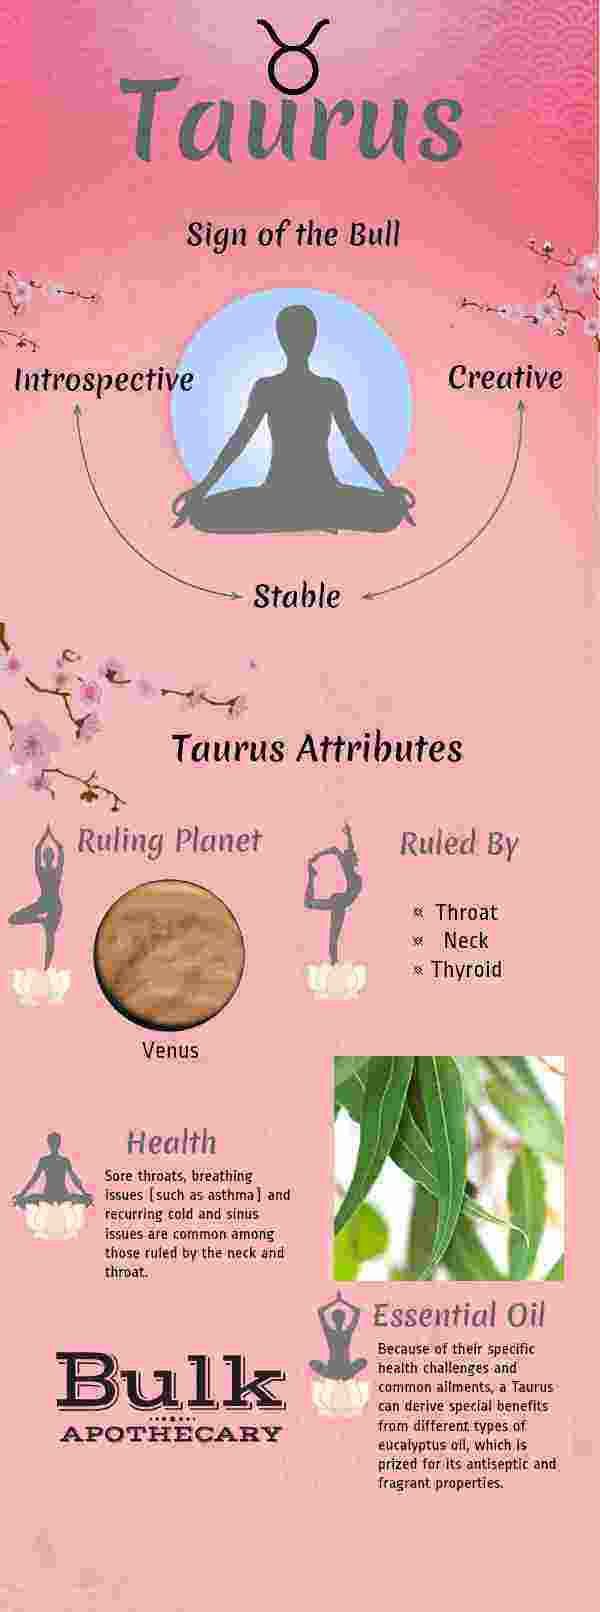 Taurus
Sign of the Bull
Introspective
Creative
Stable
Taurus Attributes
Ruling Planet
Venus
Ruled By
¤ Throat
¤ Neck
¤ Thyroid
Health
Sore throats, breathing
issues [such as asthma] and
recurring cold and sinus
issues are common among
those ruled by the neck and
throat.
Essential Oil
Because of their specific
health challenges and
common ailments, a Taurus
can derive special benefits
from different types of
eucalyptus oil, which is
prized for its antiseptic and
fragrant properties.
Bulk
APOTHECARY